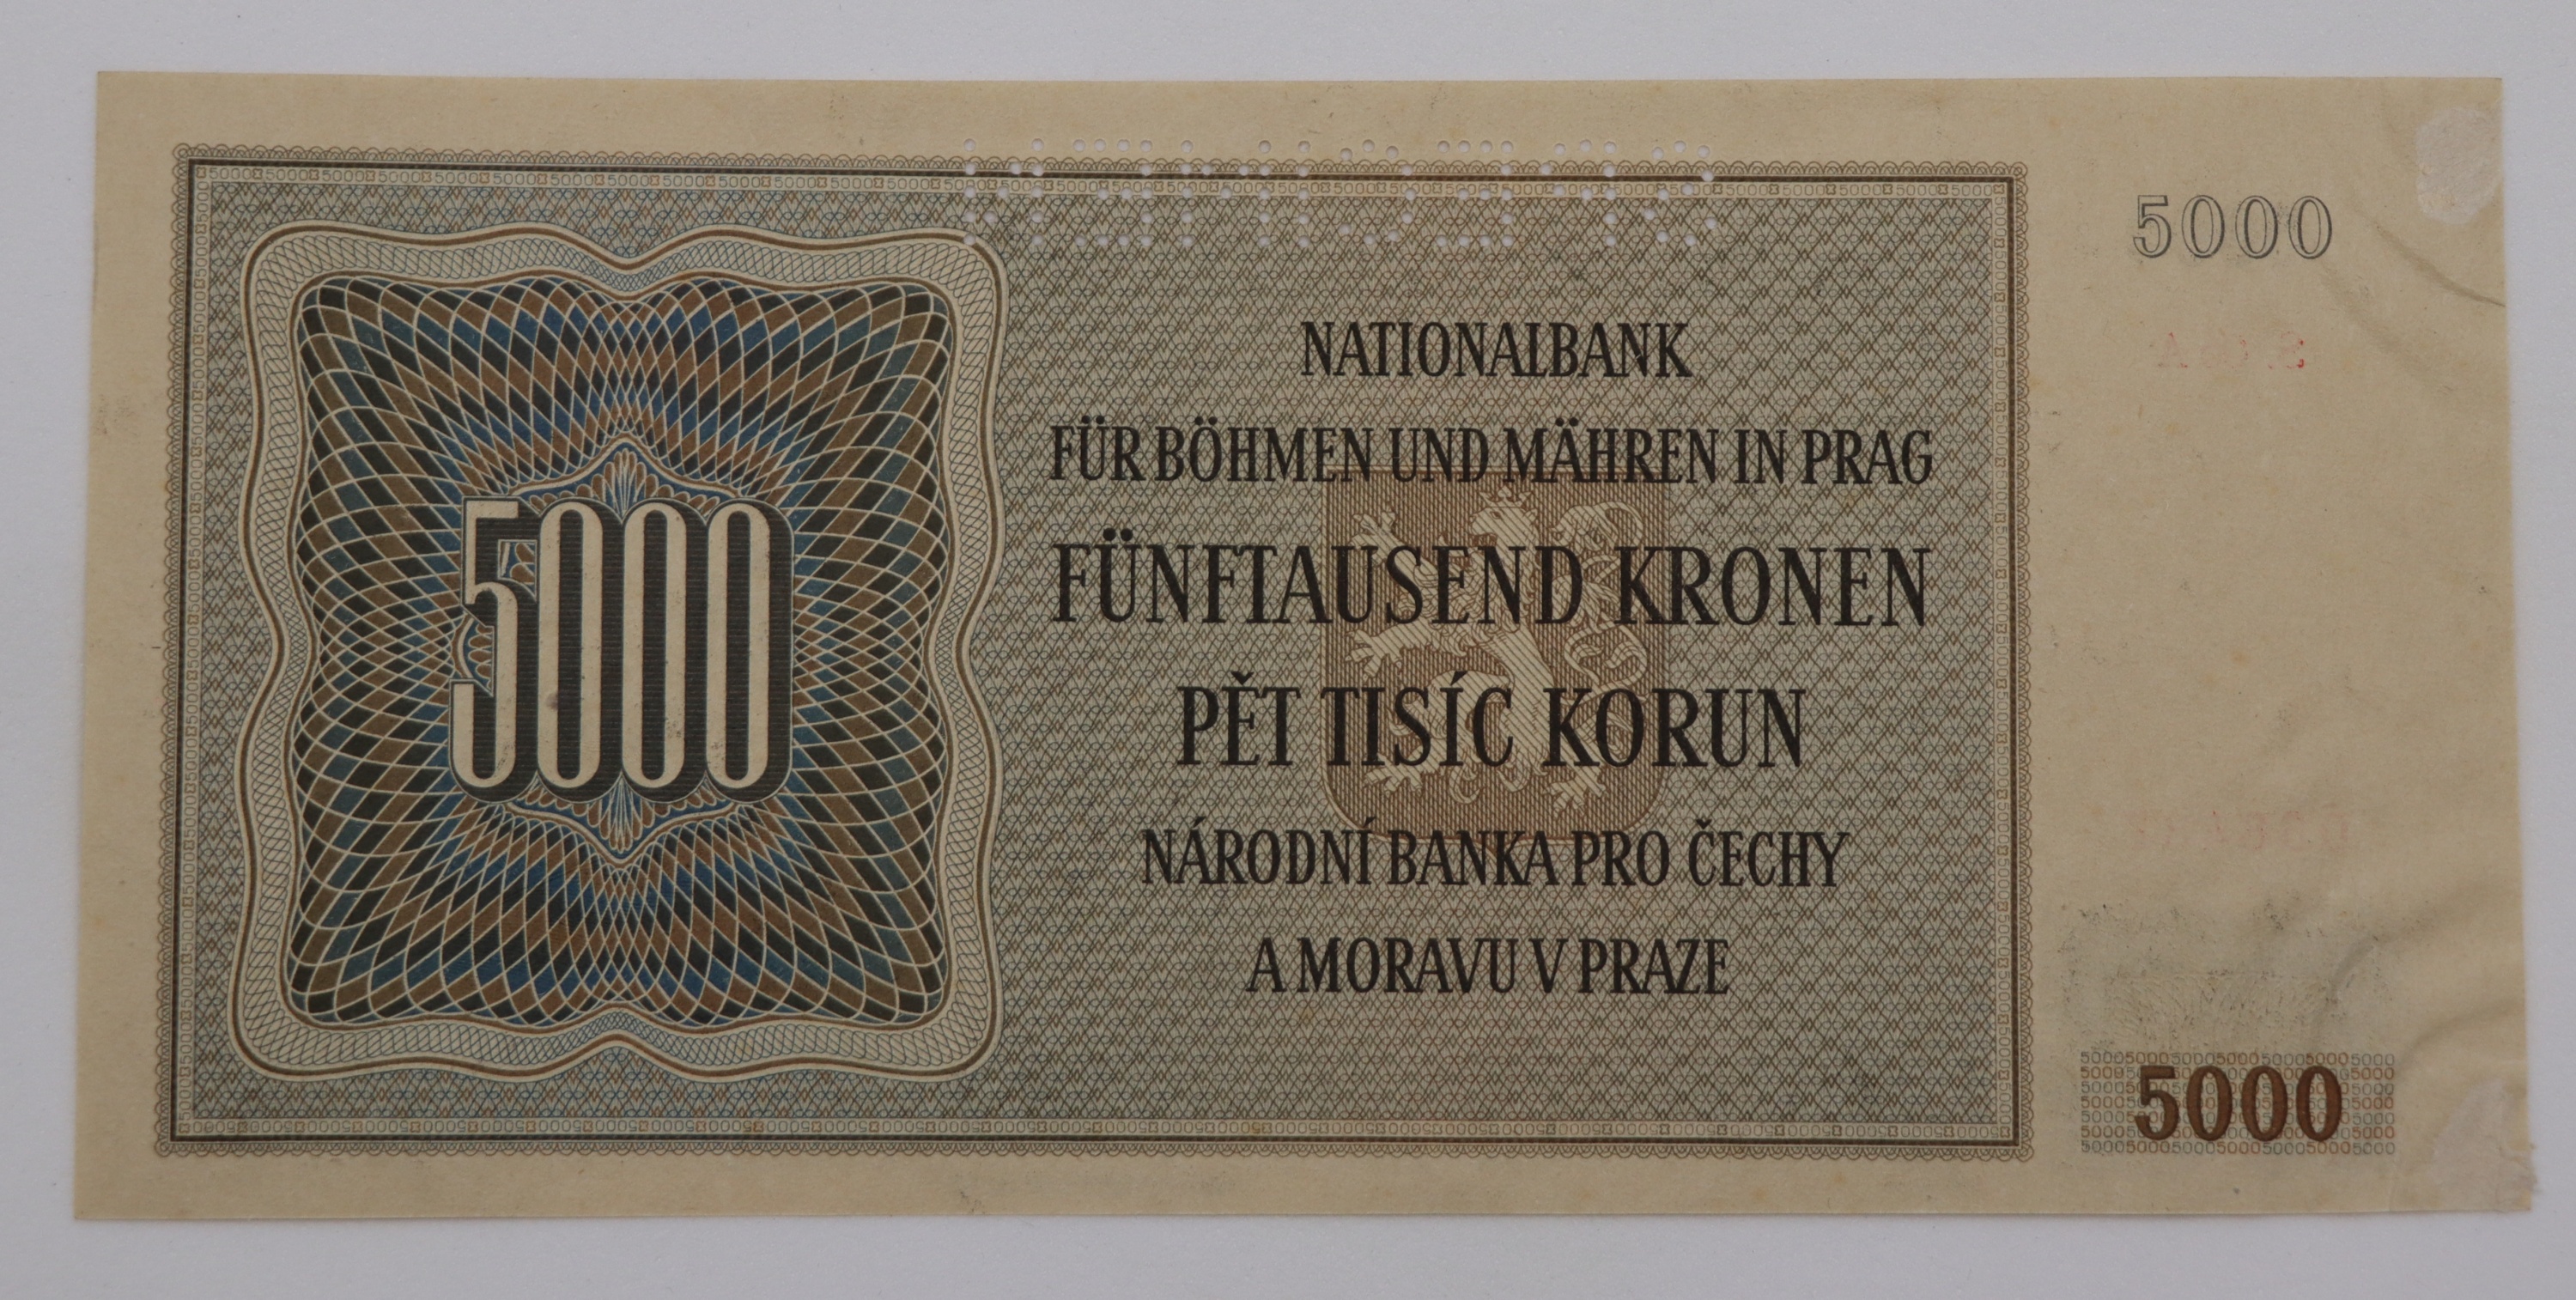 5000
NATIONALBANK
FÜR BÖHMEN UND MÄHREN IN PRAG
FÜNFTAUSEND KRONEN
PĚT TISÍC KORUN
NÁRODNÍ BANKA PRO ČECHY
A MORAVU V PRAZE
5000
5000